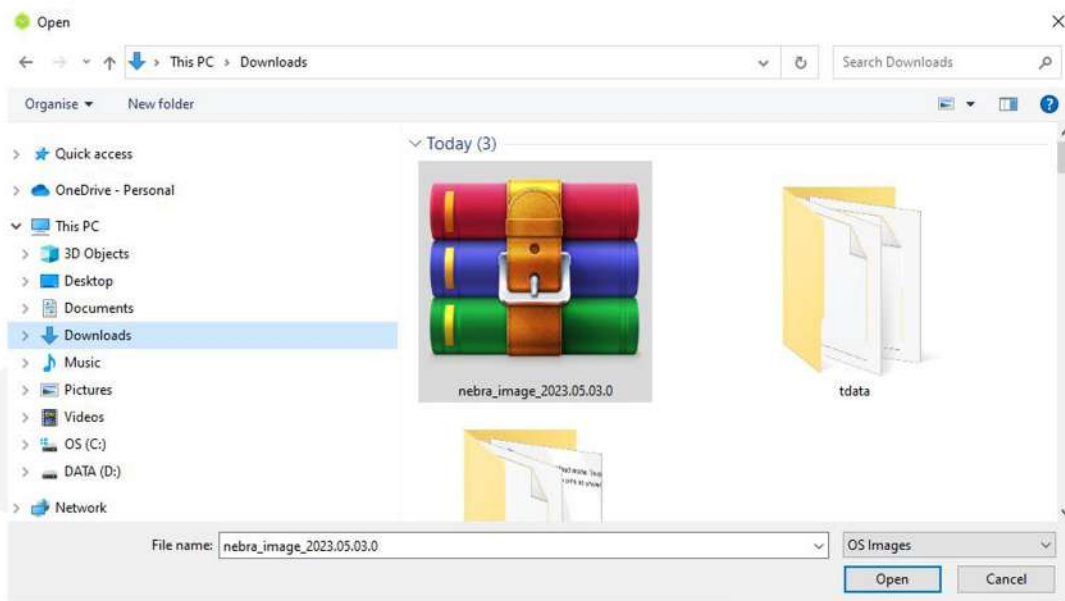 Open
This PC > Downloads
Search Downloads
Organise
New folder
Quick access
OneDrive - Personal
This PC
3D Objects
Desktop
Documents
Downloads
Music
Pictures
Videos
OS (C:)
DATA (D:)
Network
Today (3)
nebra_image_2023.05.03.0
tdata
File name: nebra_image_2023.05.03.0
OS Images
Open
Cancel